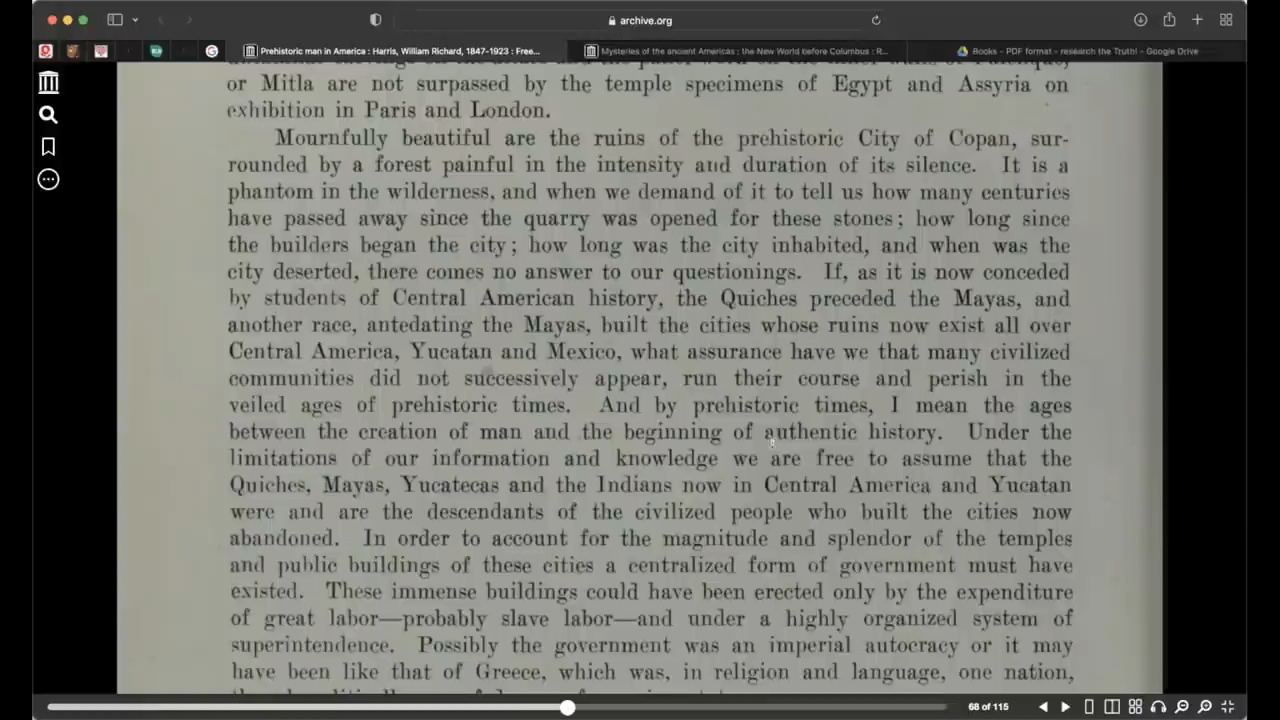 archive.org
Prehistoric man in America : Harris, William Richard, 1847-1923 : Free...
Mysteries of the ancient Americas ; the New World before Columbus : R...
Books - PDF format - research the Truth! - Google Drive
or Mitla are not surpassed by the temple specimens of Egypt and Assyria on
exhibition in Paris and London.
Mournfully beautiful are the ruins of the prehistoric City of Copan, sur-
rounded by a forest painful in the intensity and duration of its silence. It is a
phantom in the wilderness, and when we demand of it to tell us how many centuries
have passed away since the quarry was opened for these stones; how long since
the builders began the city; how long was the city inhabited, and when was the
city deserted, there comes no answer to our questionings. If, as it is now conceded
by students of Central American history, the Quiches preceded the Mayas, and
another race, antedating the Mayas, built the cities whose ruins now exist all over
Central America, Yucatan and Mexico, what assurance have we that many civilized
communities did not successively appear, run their course and perish in the
veiled ages of prehistoric times. And by prehistoric times, I mean the ages
between the creation of man and the beginning of authentic history. Under the
limitations of our information and knowledge we are free to assume that the
Quiches, Mayas, Yucatecas and the Indians now in Central America and Yucatan
were and are the descendants of the civilized people who built the cities now
abandoned. In order to account for the magnitude and splendor of the temples
and public buildings of these cities a centralized form of government must have
existed. These immense buildings could have been erected only by the expenditure
of great labor—probably slave labor—and under a highly organized system of
superintendence. Possibly the government was an imperial autocracy or it may
have been like that of Greece, which was, in religion and language, one nation,
68 of 115